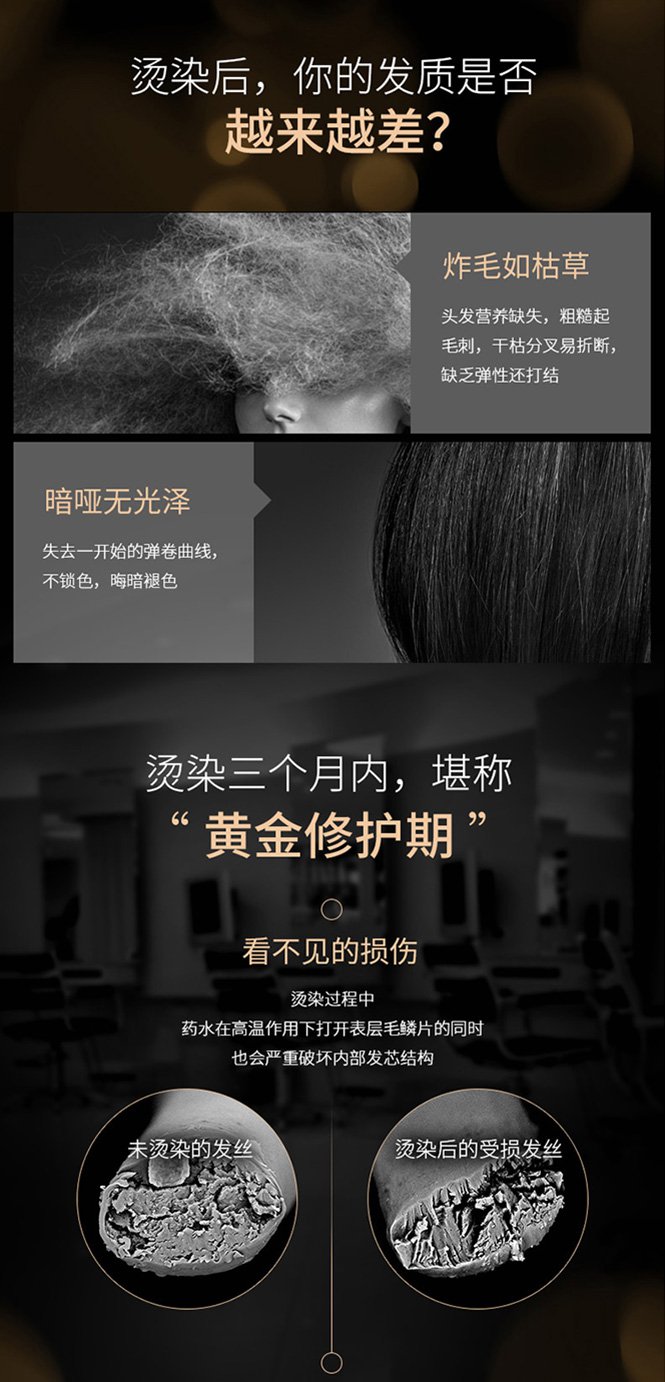 烫染后，你的发质是否
越来越差？
炸毛如枯草
头发营养缺失，粗糙起
毛刺，干枯分叉易折断，
缺乏弹性还打结
暗哑无光泽
失去一开始的弹卷曲线，
不锁色，晦暗褪色
烫染三个月内，堪称
“黄金修护期”
看不见的损伤
烫染过程中
药水在高温作用下打开表层毛鳞片的同时
也会严重破坏内部发芯结构
未烫染的发丝
烫染后的受损发丝